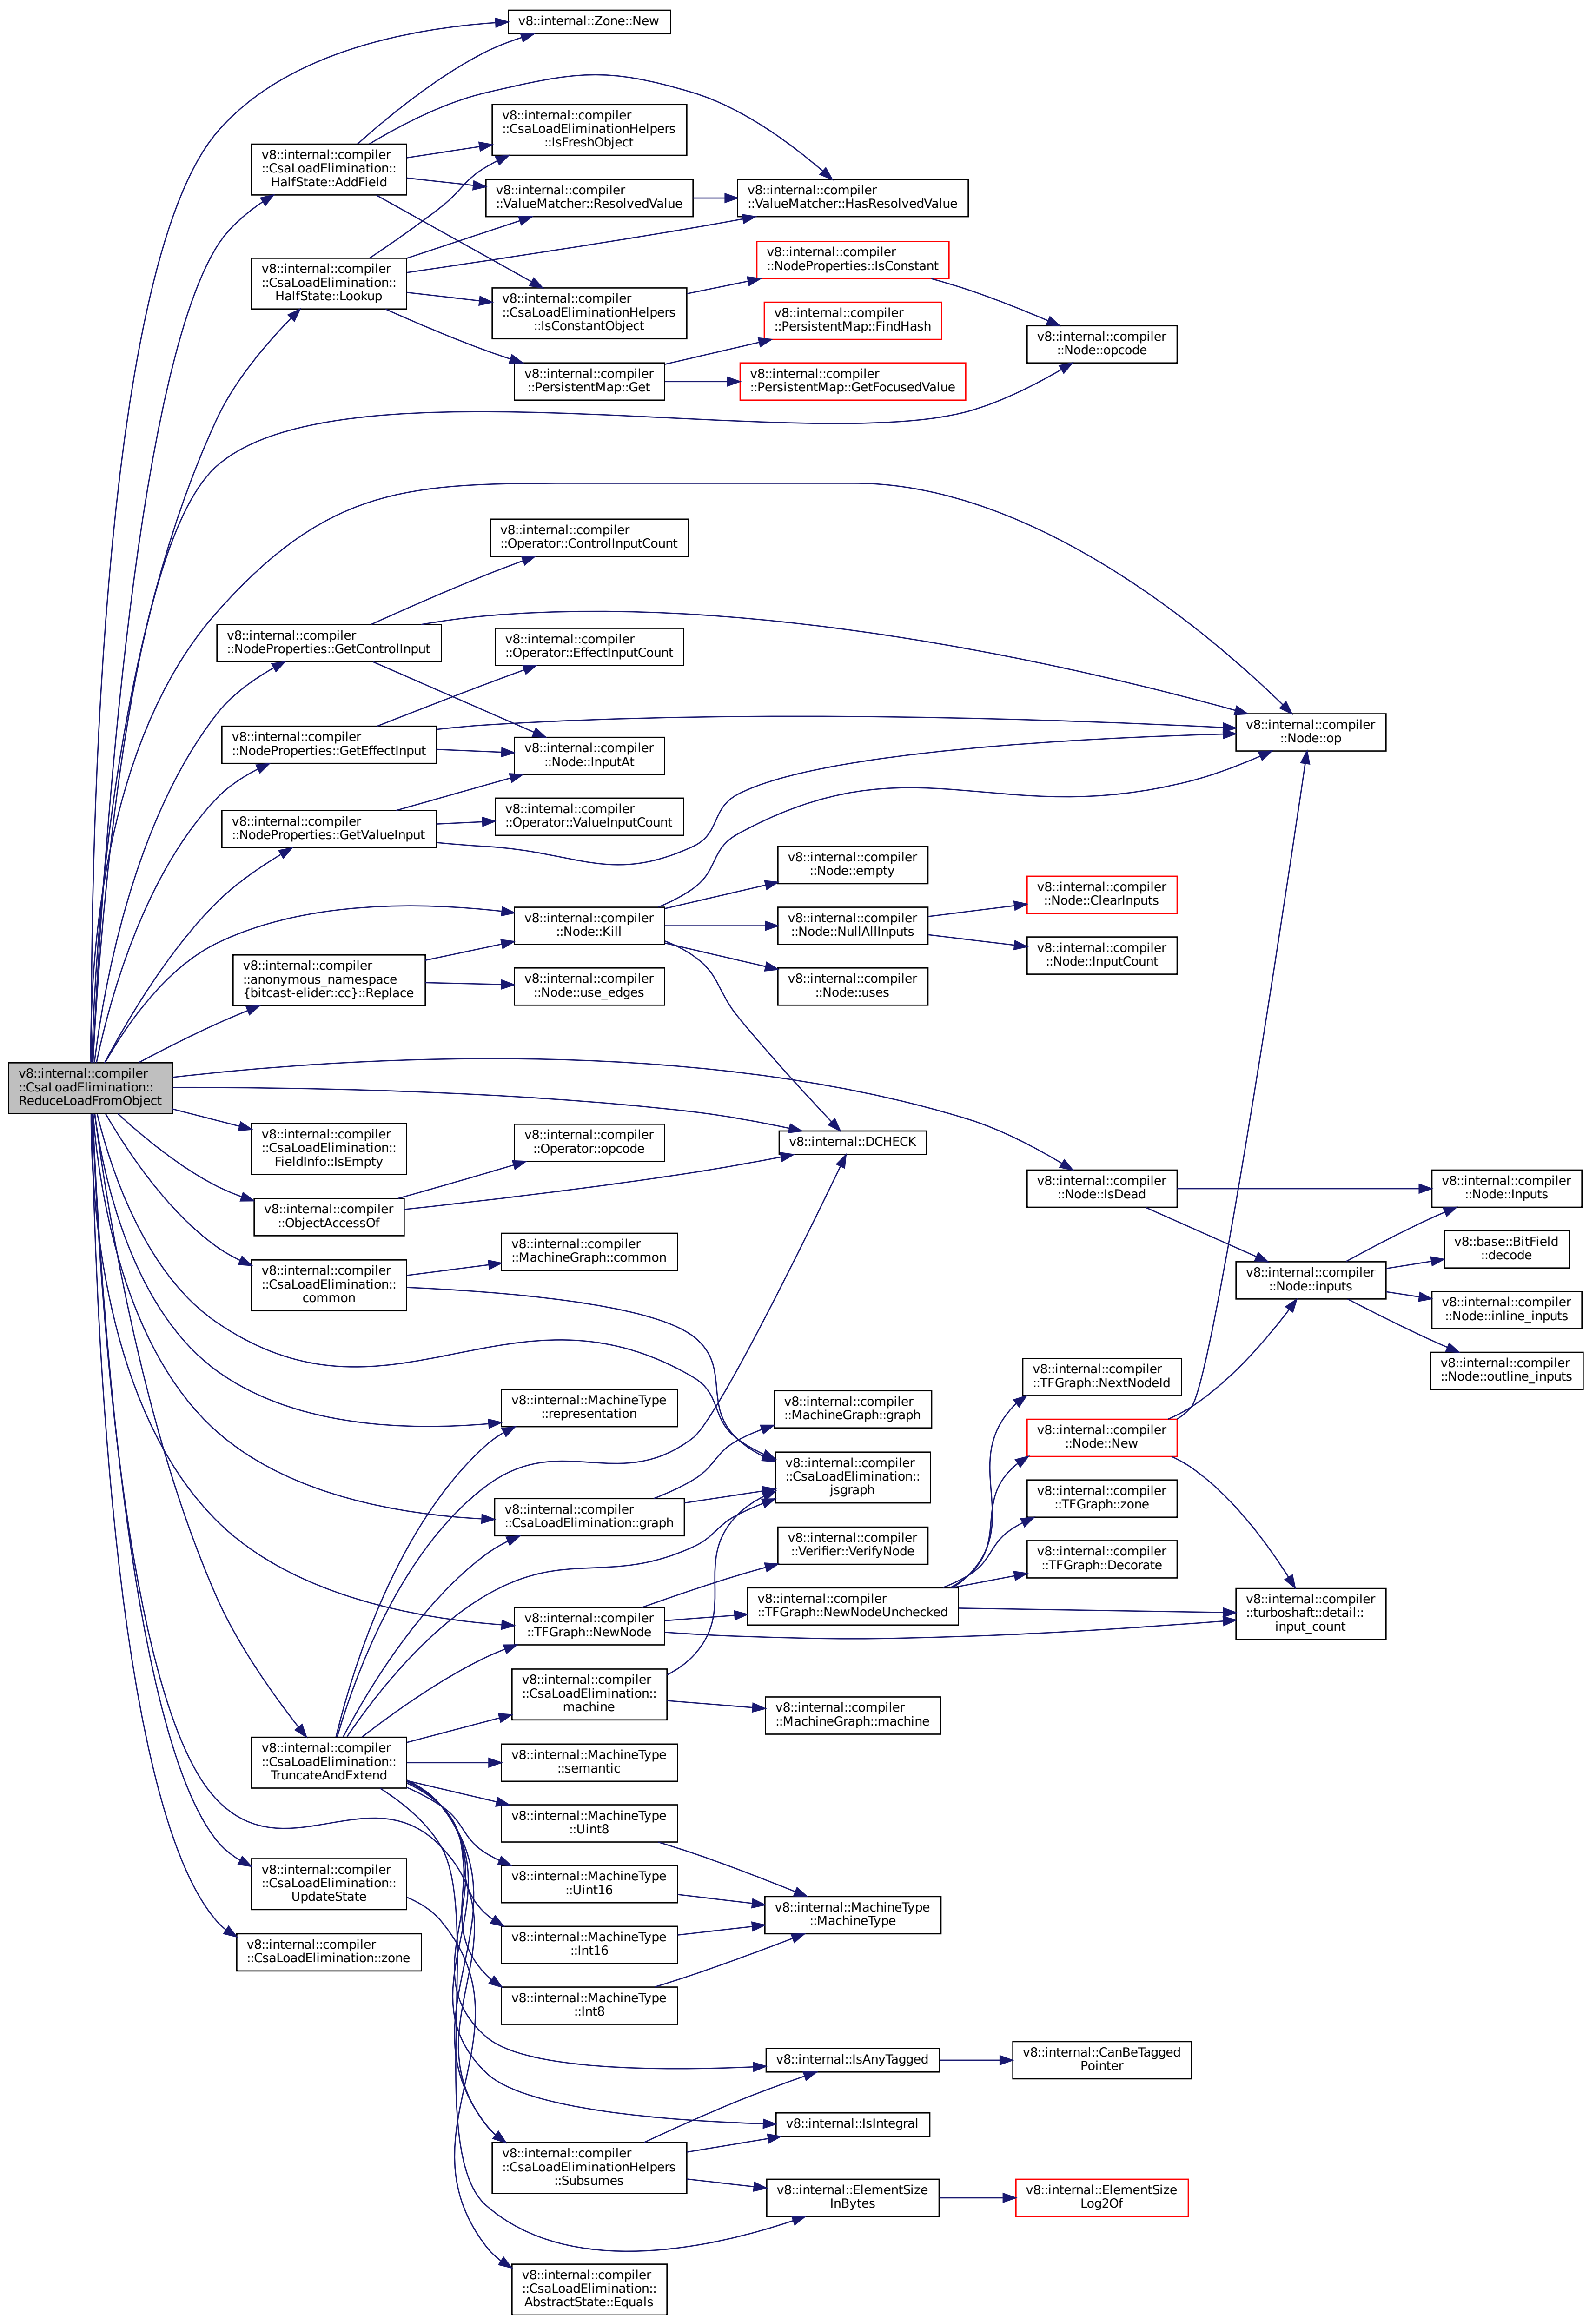 v8::internal::Zone::New
v8::internal::compiler
::CsaLoadEliminationHelpers
::IsFreshObject
v8::internal::compiler
::CsaLoadElimination::
HalfState::AddField
v8::internal::compiler
::ValueMatcher::ResolvedValue
v8::internal::compiler
::ValueMatcher::HasResolvedValue
v8::internal::compiler
::NodeProperties::IsConstant
v8::internal::compiler
::CsaLoadElimination::
HalfState::Lookup
v8::internal::compiler
::CsaLoadEliminationHelpers
::IsConstantObject
v8::internal::compiler
::PersistentMap::FindHash
v8::internal::compiler
::Node::opcode
v8::internal::compiler
::PersistentMap::Get
v8::internal::compiler
::PersistentMap::GetFocusedValue
v8::internal::compiler
::Operator::ControlInputCount
v8::internal::compiler
::NodeProperties::GetControlInput
v8::internal::compiler
::Operator::EffectInputCount
v8::internal::compiler
::Node::op
v8::internal::compiler
::NodeProperties::GetEffectInput
v8::internal::compiler
::Node::InputAt
v8::internal::compiler
::Operator::ValueInputCount
v8::internal::compiler
::NodeProperties::GetValueInput
v8::internal::compiler
::Node::empty
v8::internal::compiler
::Node::ClearInputs
v8::internal::compiler
::Node::Kill
v8::internal::compiler
::Node::NullAllInputs
v8::internal::compiler
::Node::InputCount
v8::internal::compiler
::anonymous_namespace
{bitcast-elider::cc}::Replace
v8::internal::compiler
::Node::use_edges
v8::internal::compiler
::Node::uses
v8::internal::compiler
::CsaLoadElimination::
ReduceLoadFromObject
v8::internal::compiler
::CsaLoadElimination::
FieldInfo::IsEmpty
v8::internal::compiler
::Operator::opcode
v8::internal::DCHECK
v8::internal::compiler
::Node::IsDead
v8::internal::compiler
::Node::Inputs
v8::internal::compiler
::ObjectAccessOf
v8::internal::compiler
::MachineGraph::common
v8::base::BitField
::decode
v8::internal::compiler
::CsaLoadElimination::
common
v8::internal::compiler
::Node::inputs
v8::internal::compiler
::Node::inline_inputs
v8::internal::compiler
::Node::outline_inputs
v8::internal::compiler
::TFGraph::NextNodeId
v8::internal::MachineType
::representation
v8::internal::compiler
::MachineGraph::graph
v8::internal::compiler
::Node::New
v8::internal::compiler
::CsaLoadElimination::
jsgraph
v8::internal::compiler
::CsaLoadElimination::graph
v8::internal::compiler
::TFGraph::zone
v8::internal::compiler
::Verifier::VerifyNode
v8::internal::compiler
::TFGraph::Decorate
v8::internal::compiler
::TFGraph::NewNode
v8::internal::compiler
::TFGraph::NewNodeUnchecked
v8::internal::compiler
::turboshaft::detail::
input_count
v8::internal::compiler
::CsaLoadElimination::
machine
v8::internal::compiler
::MachineGraph::machine
v8::internal::compiler
::CsaLoadElimination::
TruncateAndExtend
v8::internal::MachineType
::semantic
v8::internal::MachineType
::Uint8
v8::internal::compiler
::CsaLoadElimination::
UpdateState
v8::internal::MachineType
::Uint16
v8::internal::MachineType
::MachineType
v8::internal::compiler
::CsaLoadElimination::zone
v8::internal::MachineType
::Int16
v8::internal::MachineType
::Int8
v8::internal::IsAnyTagged
v8::internal::CanBeTagged
Pointer
v8::internal::IsIntegral
v8::internal::compiler
::CsaLoadEliminationHelpers
::Subsumes
v8::internal::ElementSize
InBytes
v8::internal::ElementSize
Log2Of
v8::internal::compiler
::CsaLoadElimination::
AbstractState::Equals